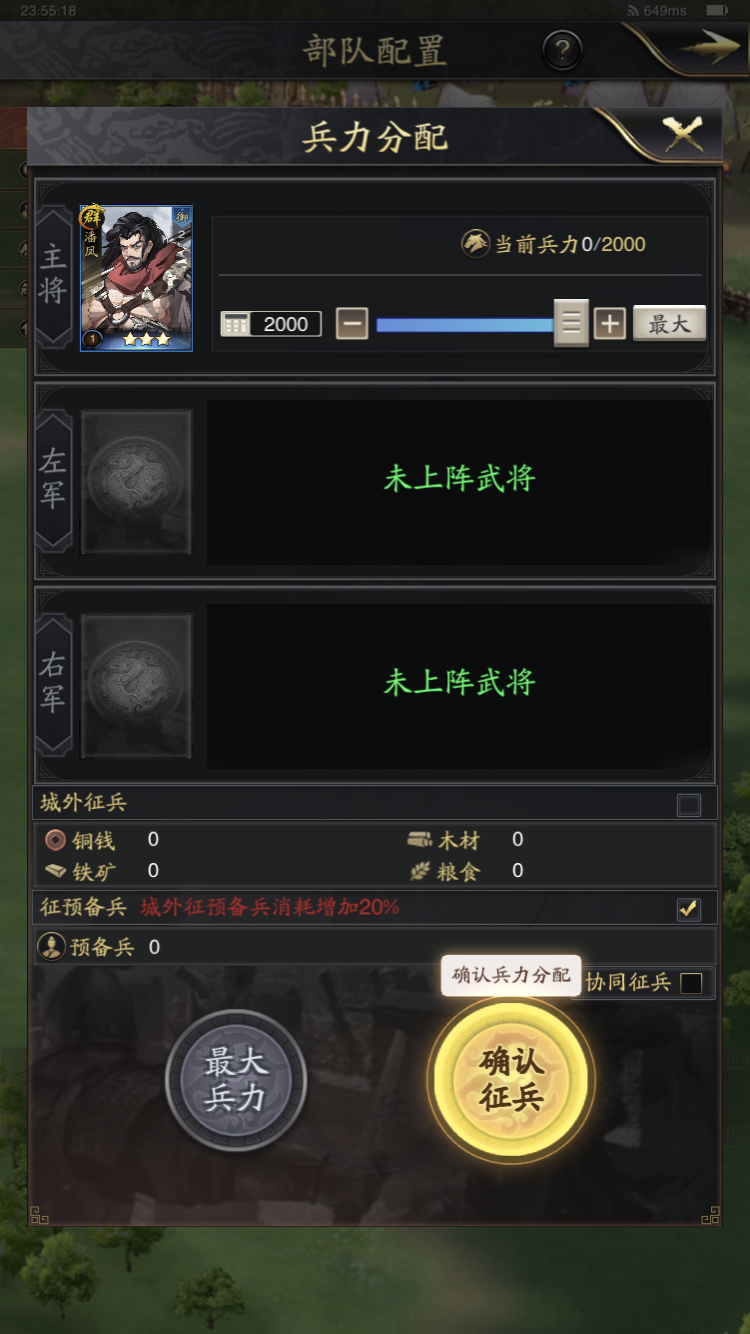 23:55:18
649ms
部队配置
?
兵力分配
主将
群
御
潘凤
2
1
当前兵力0/2000
2000
最大
左军
未上阵武将
右军
未上阵武将
城外征兵
铜钱 0
木材 0
铁矿 0
粮食 0
征预备兵 城外征预备兵消耗增加20%
预备兵 0
确认兵力分配
协同征兵
最大
兵力
确认
征兵